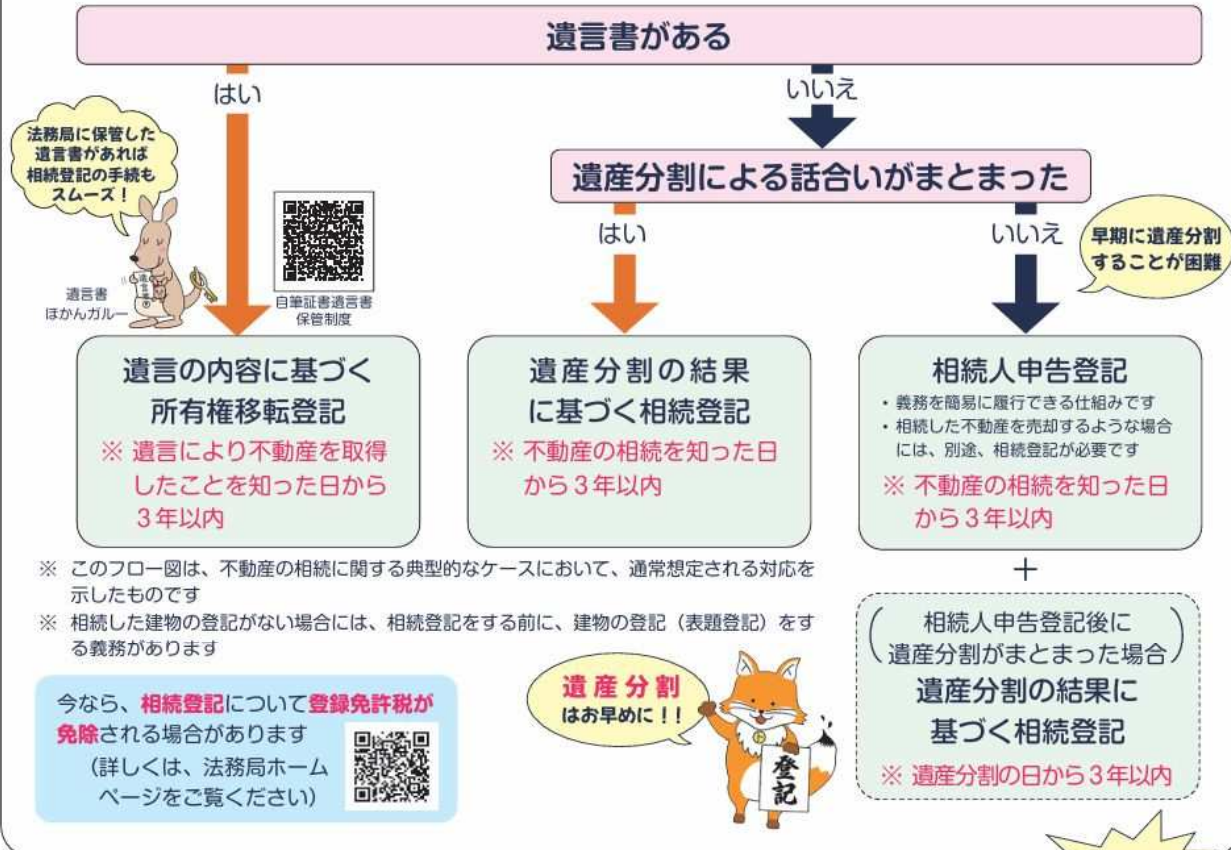 遺言書がある
はい
いいえ
法務局に保管した
遺言書があれば
相続登記の手続も
スムーズ！
遺産分割による話合いがまとまった
はい
いいえ
早期に遺産分割
することが困難
遺言書
遺言書
ほかんガルー
自筆証書遺言書
保管制度
遺言の内容に基づく
所有権移転登記
※ 遺言により不動産を取得
したことを知った日から
３年以内
遺産分割の結果
に基づく相続登記
※ 不動産の相続を知った日
から３年以内
相続人申告登記
・義務を簡易に履行できる仕組みです
・相続した不動産を売却するような場合
には、別途、相続登記が必要です
※ 不動産の相続を知った日
から３年以内
※ このフロー図は、不動産の相続に関する典型的なケースにおいて、通常想定される対応を
示したものです
※ 相続した建物の登記がない場合には、相続登記をする前に、建物の登記（表題登記）をす
る義務があります
＋
（相続人申告登記後に
遺産分割がまとまった場合）
遺産分割の結果に
基づく相続登記
※ 遺産分割の日から３年以内
今なら、相続登記について登録免許税が
免除される場合があります
（詳しくは、法務局ホーム
ページをご覧ください）
遺産分割
はお早めに！！
ト
登記